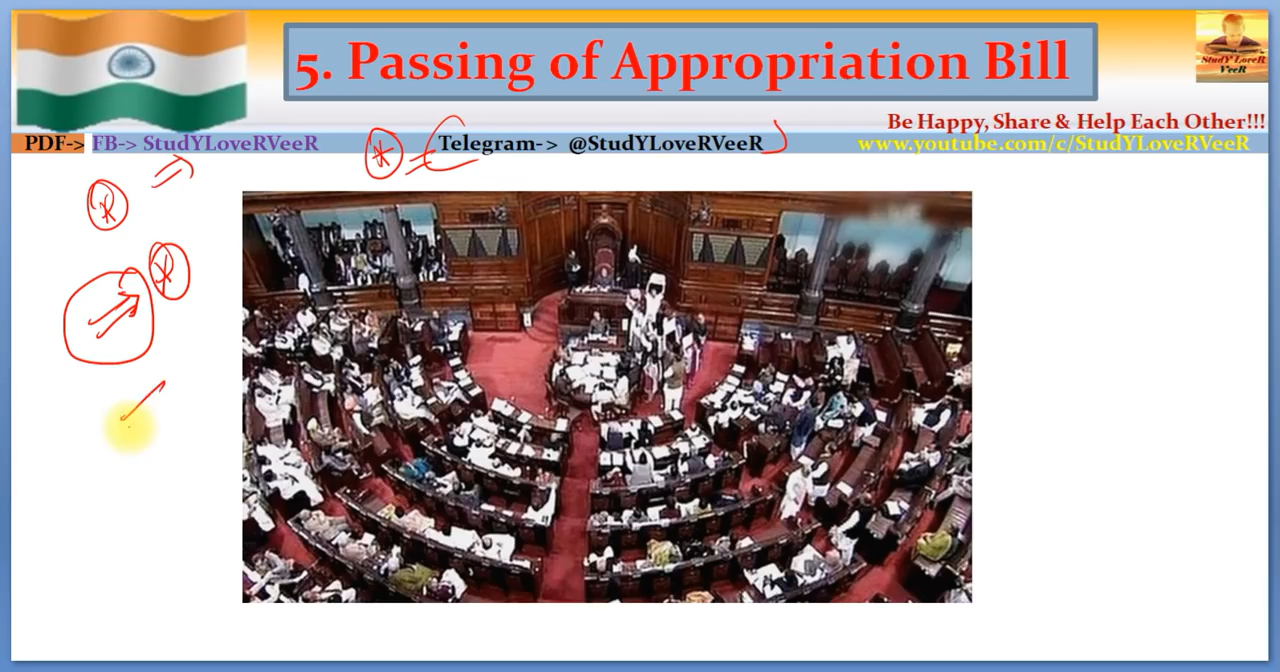 5. Passing of Appropriation Bill
StudY LoveR
VeeR
Be Happy, Share & Help Each Other!!!
PDF-> FB-> StudYLoveRVeeR
Telegram-> @StudYLoveRVeeR
www.youtube.com/c/StudYLoveRVeeR